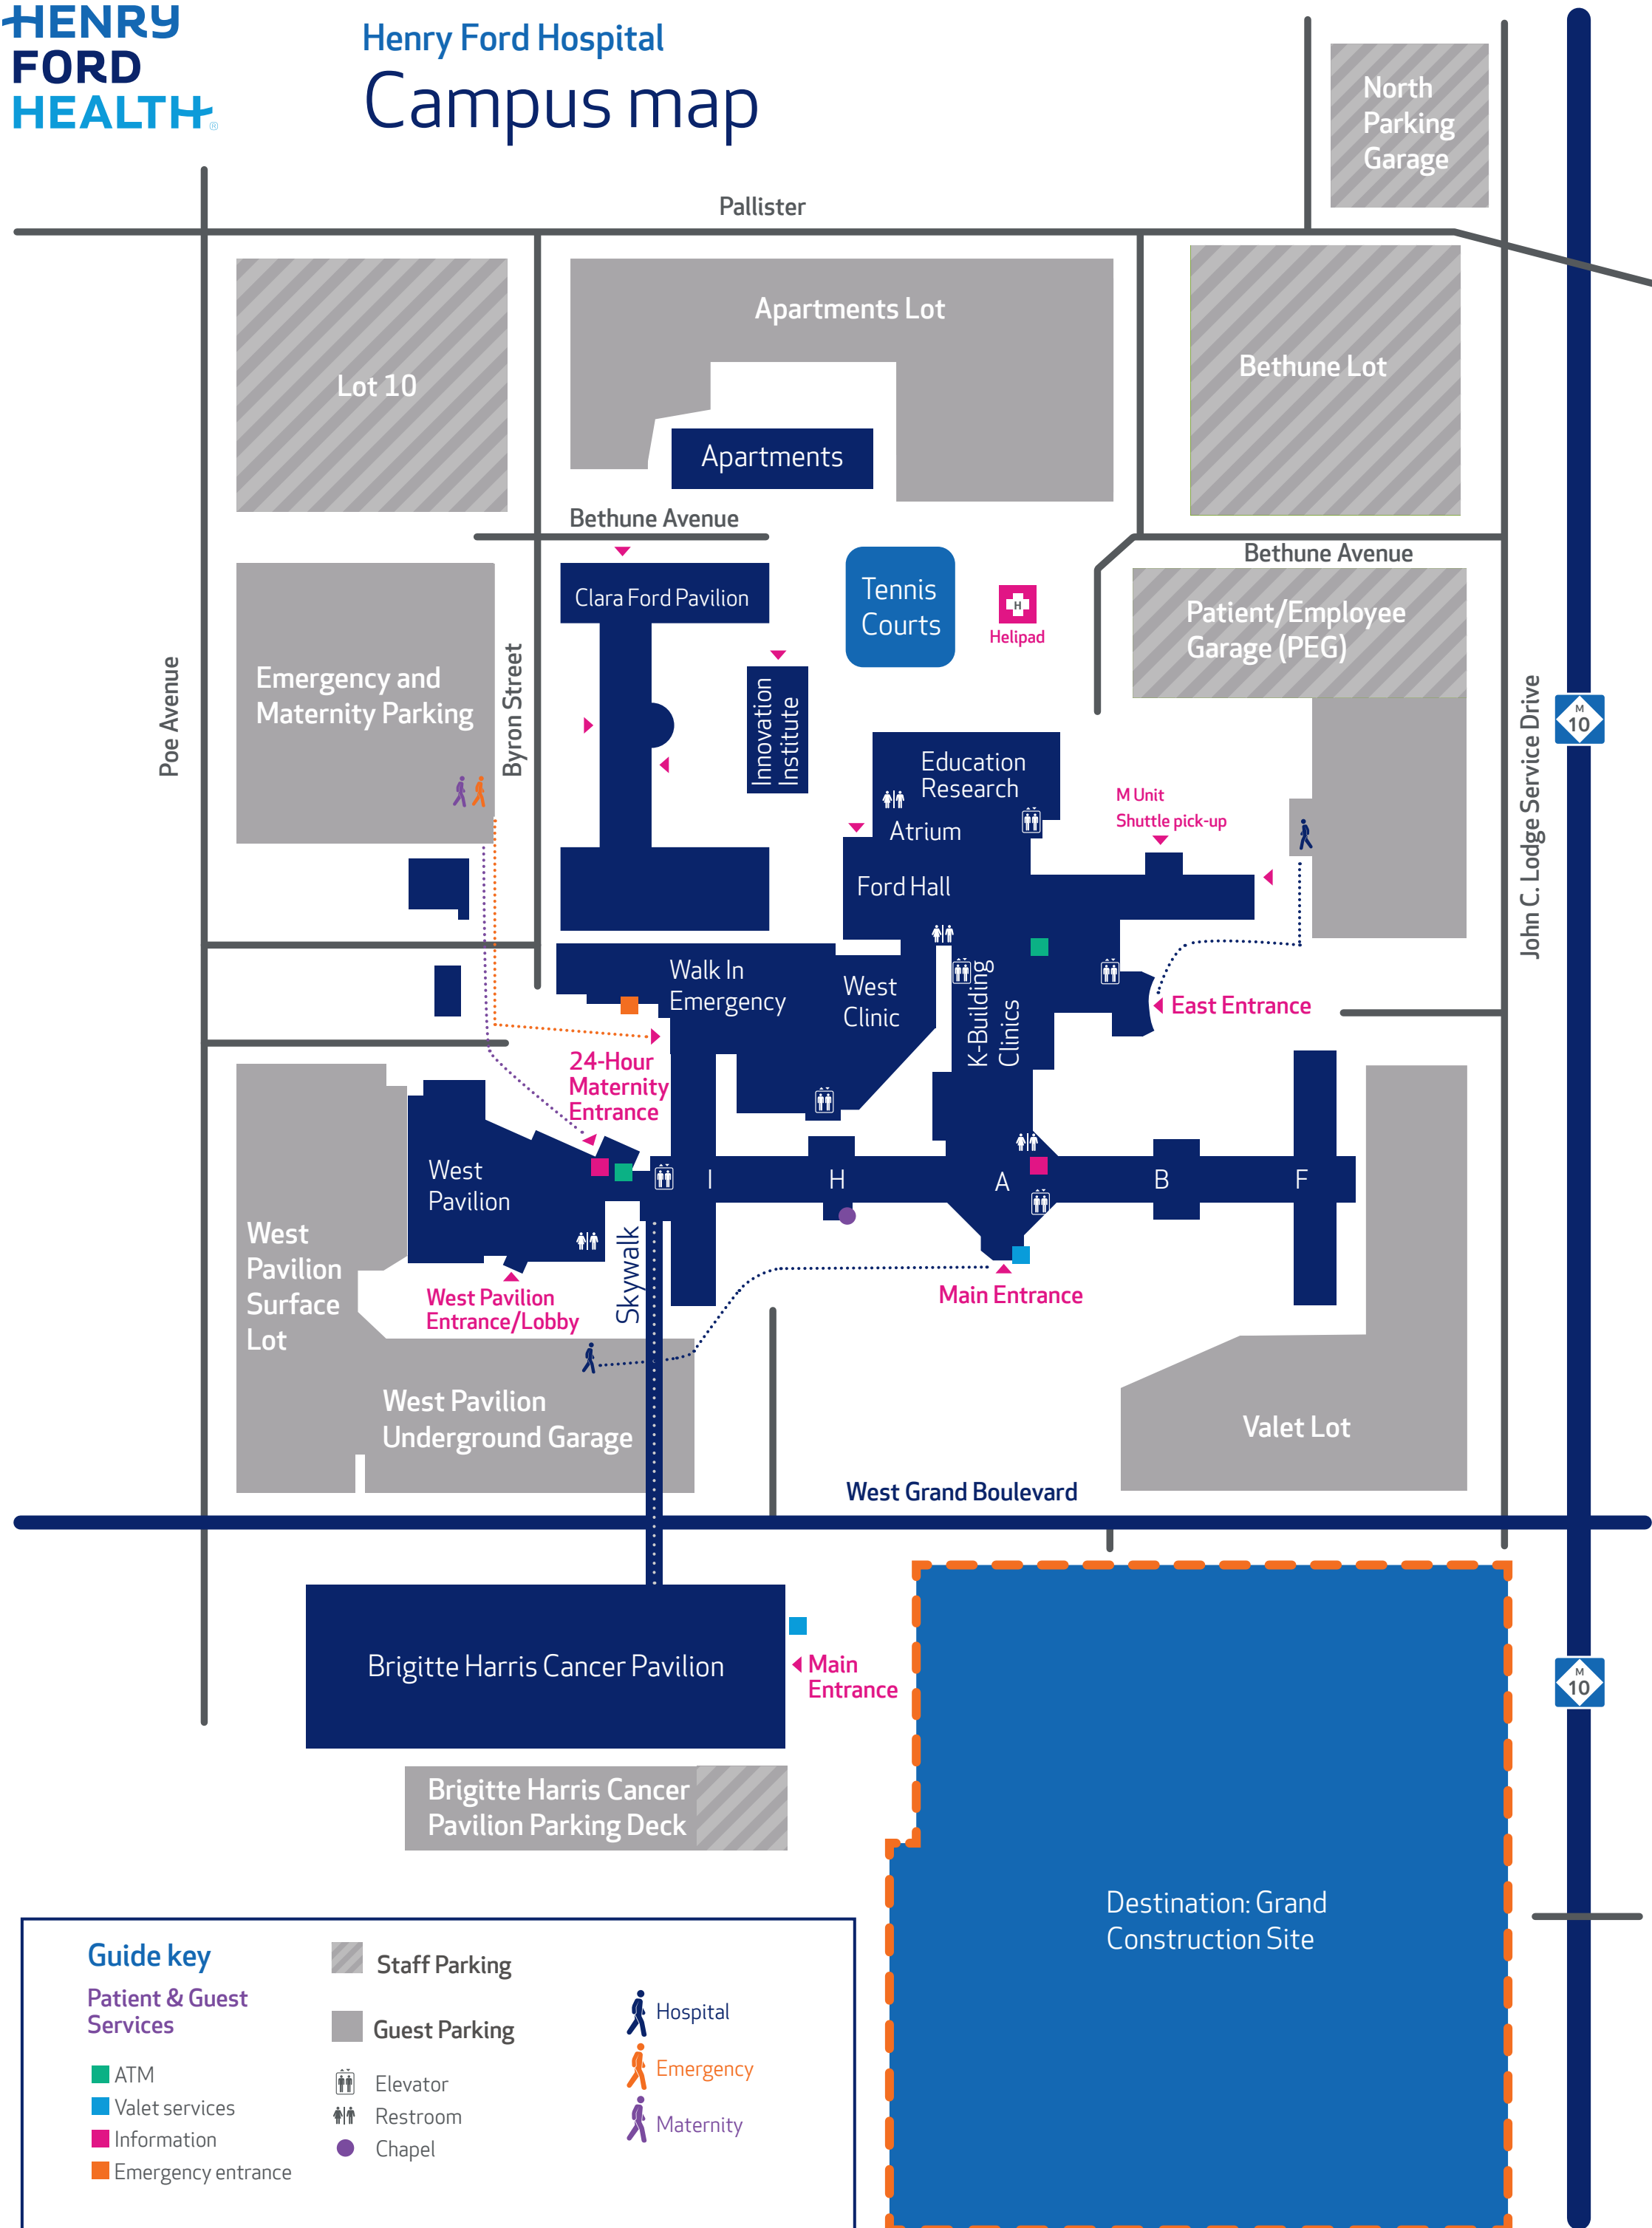 HENRY
FORD
HEALTH®
Henry Ford Hospital
Campus map
North
Parking
Garage
Pallister
Lot 10
Apartments Lot
Bethune Lot
Apartments
Bethune Avenue
Bethune Avenue
Clara Ford Pavilion
Tennis
Courts
H
Helipad
Patient/Employee
Garage (PEG)
Emergency and
Maternity Parking
Poe Avenue
Byron Street
Innovation
Institute
John C. Lodge Service Drive
M
10
Education
Research
Atrium
M Unit
Shuttle pick-up
Ford Hall
Walk In
Emergency
West
Clinic
K-Building
Clinics
East Entrance
24-Hour
Maternity
Entrance
West
Pavilion
I
H
A
B
F
West
Pavilion
Surface
Lot
Skywalk
West Pavilion
Entrance/Lobby
Main Entrance
West Pavilion
Underground Garage
Valet Lot
West Grand Boulevard
Brigitte Harris Cancer Pavilion
Main
Entrance
M
10
Brigitte Harris Cancer
Pavilion Parking Deck
Destination: Grand
Construction Site
Guide key
Patient & Guest
Services
ATM
Valet services
Information
Emergency entrance
Staff Parking
Guest Parking
Elevator
Restroom
Chapel
Hospital
Emergency
Maternity